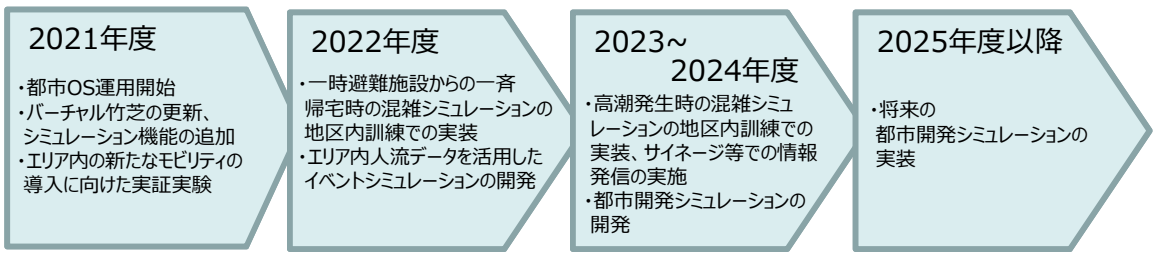 2021年度
・都市OS運用開始
・バーチャル竹芝の更新、
シミュレーション機能の追加
・エリア内の新たなモビリティの
導入に向けた実証実験
2022年度
・一時避難施設からの一斉
帰宅時の混雑シミュレーションの
地区内訓練での実装
・エリア内人流データを活用した
イベントシミュレーションの開発
2023~
2024年度
・高潮発生時の混雑シミュ
レーションの地区内訓練での
実装、サイネージ等での情報
発信の実施
・都市開発シミュレーションの
開発
2025年度以降
・将来の
都市開発シミュレーションの
実装